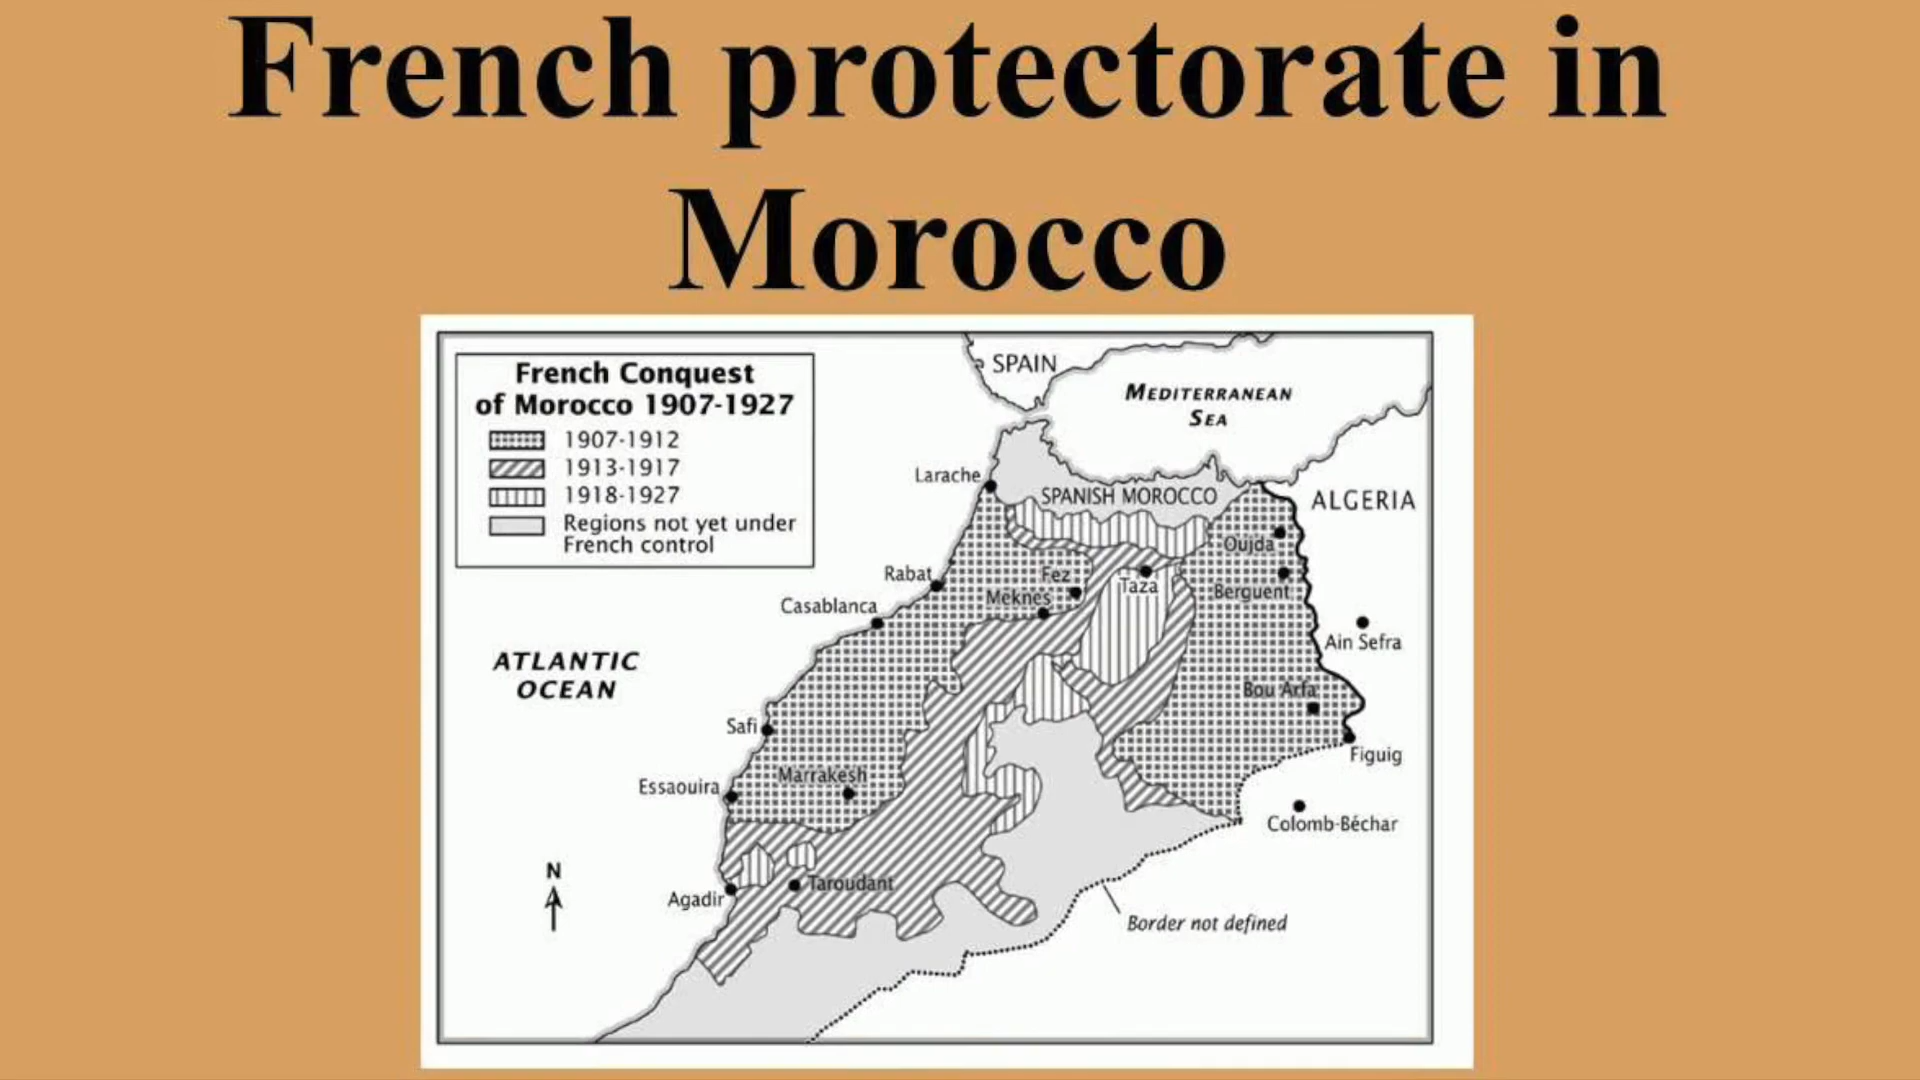 French protectorate in
Morocco
French Conquest
of Morocco 1907-1927
1907-1912
1913-1917
1918-1927
Regions not yet under
French control
SPAIN
MEDITERRANEAN
SEA
Larache
SPANISH MOROCCO
ALGERIA
Oujda
Rabat
Fez
Taza
Berguent
Meknes
Casablanca
Ain Sefra
ATLANTIC
OCEAN
Bou Arfa
Safi
Figuig
Marrakesh
Essaouira
Colomb-Béchar
N
Taroudant
Agadir
Border not defined